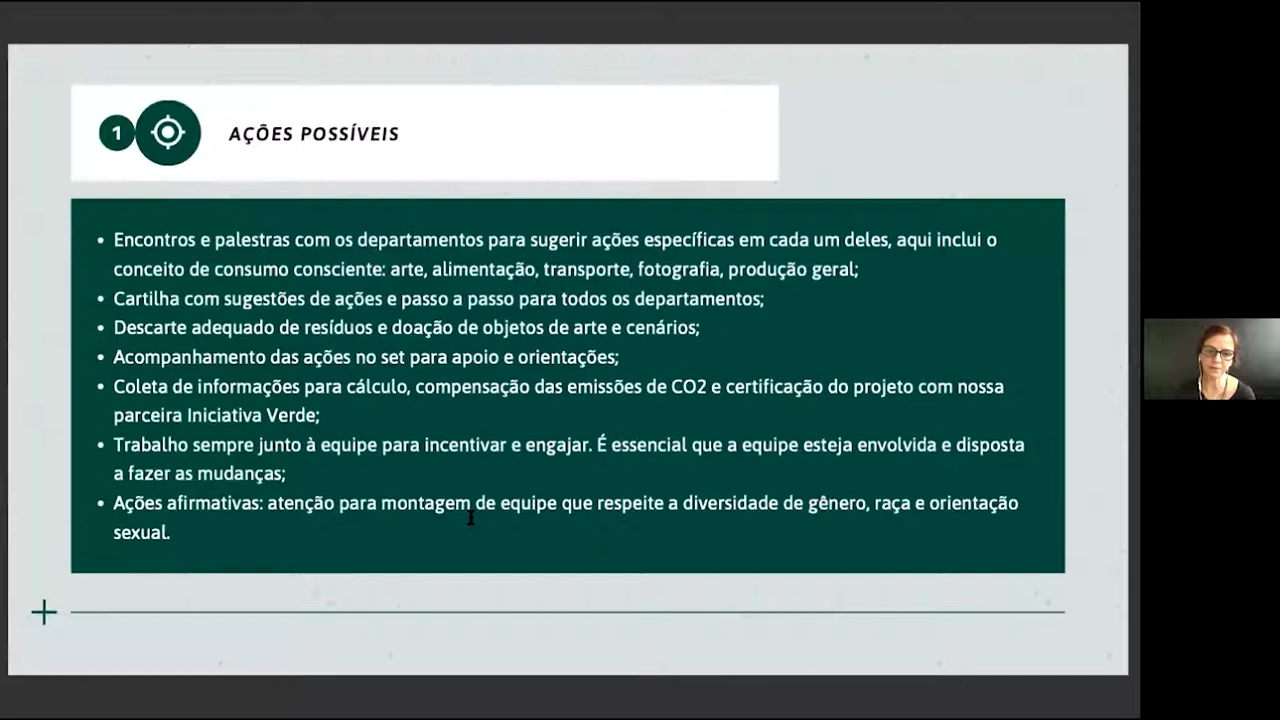 1
AÇÕES POSSÍVEIS
• Encontros e palestras com os departamentos para sugerir ações específicas em cada um deles, aqui inclui o
conceito de consumo consciente: arte, alimentação, transporte, fotografia, produção geral;
• Cartilha com sugestões de ações e passo a passo para todos os departamentos;
• Descarte adequado de resíduos e doação de objetos de arte e cenários;
• Acompanhamento das ações no set para apoio e orientações;
• Coleta de informações para cálculo, compensação das emissões de CO2 e certificação do projeto com nossa
parceira Iniciativa Verde;
• Trabalho sempre junto à equipe para incentivar e engajar. É essencial que a equipe esteja envolvida e disposta
a fazer as mudanças;
• Ações afirmativas: atenção para montagem de equipe que respeite a diversidade de gênero, raça e orientação
sexual.